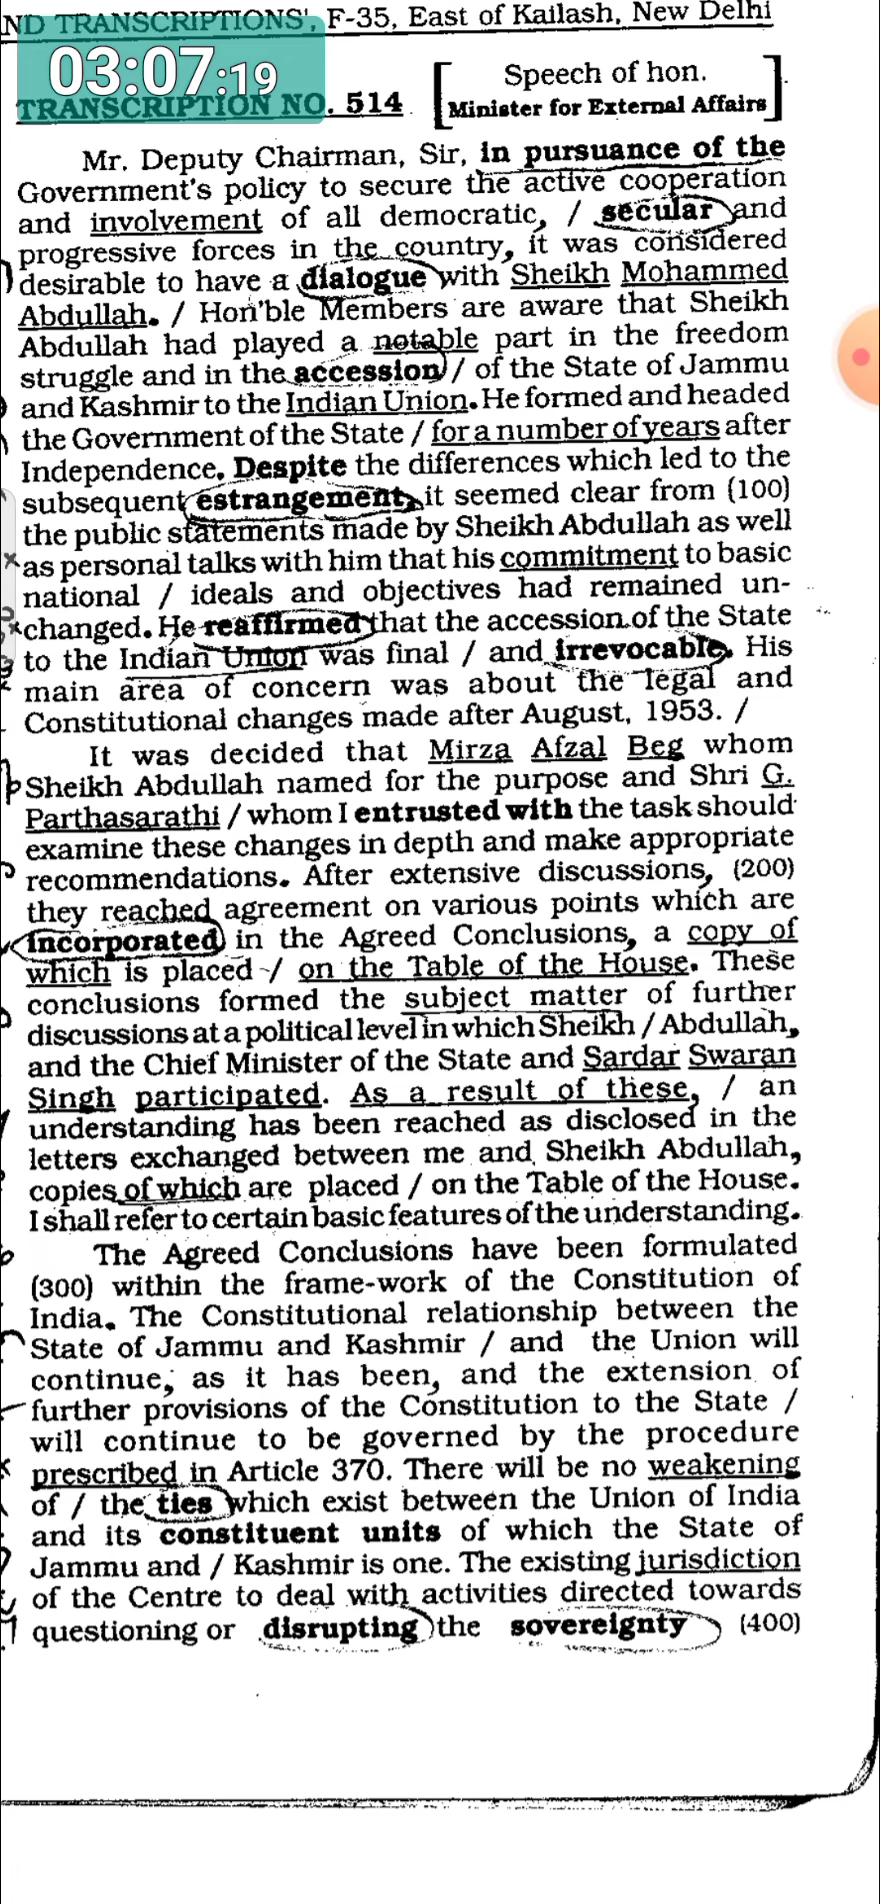 ND TRANSCRIPTIONS', F-35, East of Kailash, New Delhi
03:07:19
TRANSCRIPTION NO. 514
Speech of hon.
Minister for External Affairs
Mr. Deputy Chairman, Sir, in pursuance of the
Government's policy to secure the active cooperation
and involvement of all democratic, / secular and
progressive forces in the country, it was considered
desirable to have a dialogue with Sheikh Mohammed
Abdullah. / Hon'ble Members are aware that Sheikh
Abdullah had played a notable part in the freedom
struggle and in the accession / of the State of Jammu
and Kashmir to the Indian Union. He formed and headed
the Government of the State / for a number of years after
Independence. Despite the differences which led to the
subsequent estrangement, it seemed clear from (100)
the public statements made by Sheikh Abdullah as well
as personal talks with him that his commitment to basic
national / ideals and objectives had remained un-
changed. He reaffirmed that the accession of the State
to the Indian Union was final / and irrevocable. His
main area of concern was about the legal and
Constitutional changes made after August, 1953. /
It was decided that Mirza Afzal Beg whom
Sheikh Abdullah named for the purpose and Shri G.
Parthasarathi / whom I entrusted with the task should
examine these changes in depth and make appropriate
recommendations. After extensive discussions, (200)
they reached agreement on various points which are
incorporated in the Agreed Conclusions, a copy of
which is placed / on the Table of the House. These
conclusions formed the subject matter of further
discussions at a political level in which Sheikh / Abdullah,
and the Chief Minister of the State and Sardar Swaran
Singh participated. As a result of these, / an
understanding has been reached as disclosed in the
letters exchanged between me and Sheikh Abdullah,
copies of which are placed / on the Table of the House.
I shall refer to certain basic features of the understanding.
The Agreed Conclusions have been formulated
(300) within the frame-work of the Constitution of
India. The Constitutional relationship between the
State of Jammu and Kashmir / and the Union will
continue, as it has been, and the extension of
further provisions of the Constitution to the State /
will continue to be governed by the procedure
prescribed in Article 370. There will be no weakening
of / the ties which exist between the Union of India
and its constituent units of which the State of
Jammu and / Kashmir is one. The existing jurisdiction
of the Centre to deal with activities directed towards
questioning or disrupting the sovereignty (400)